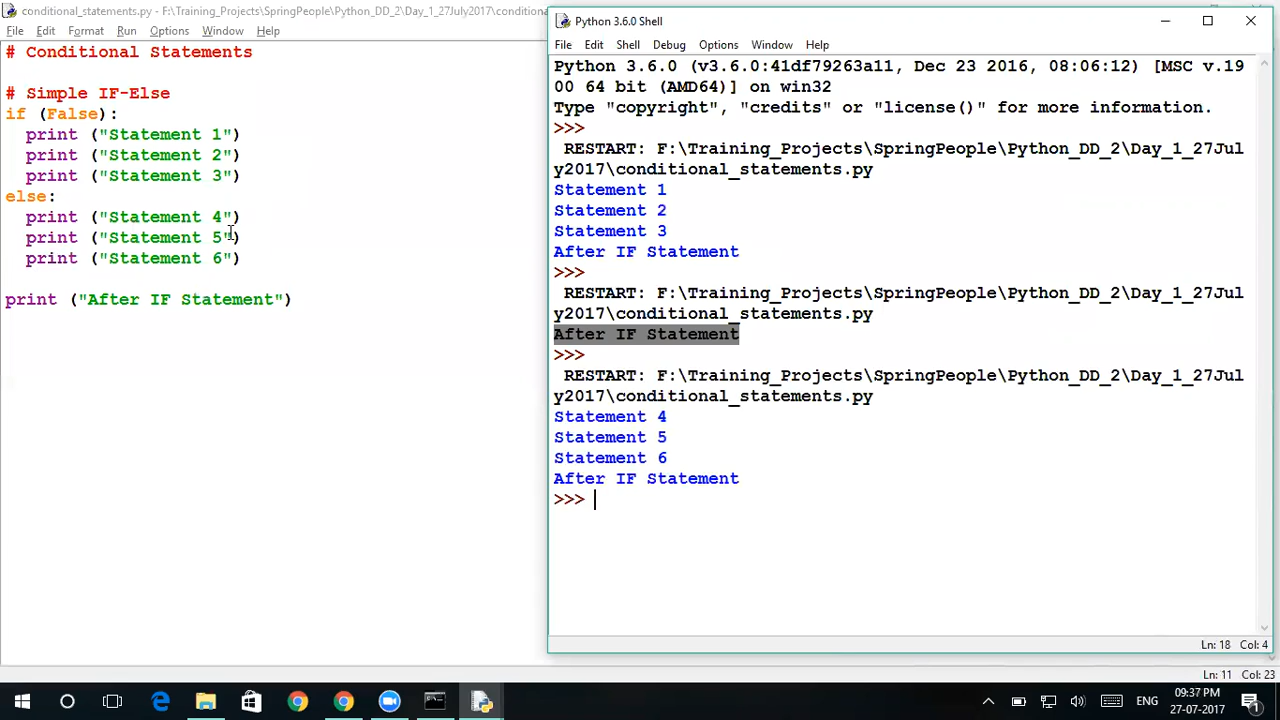 conditional_statements.py - F:\Training_Projects\SpringPeople\Python_DD_2\Day_1_27July2017\conditional
File Edit Format Run Options Window Help
# Conditional Statements
# Simple IF-Else
if (False):
print ("Statement 1")
print ("Statement 2")
print ("Statement 3")
else:
print ("Statement 4")
print ("Statement 5")
print ("Statement 6")
print ("After IF Statement")
Python 3.6.0 Shell
File Edit Shell Debug Options Window Help
Python 3.6.0 (v3.6.0:41df79263a11, Dec 23 2016, 08:06:12) [MSC v.19
00 64 bit (AMD64)] on win32
Type "copyright", "credits" or "license()" for more information.
>>>
RESTART: F:\Training_Projects\SpringPeople\Python_DD_2\Day_1_27Jul
y2017\conditional_statements.py
Statement 1
Statement 2
Statement 3
After IF Statement
>>>
RESTART: F:\Training_Projects\SpringPeople\Python_DD_2\Day_1_27Jul
y2017\conditional_statements.py
After IF Statement
>>>
RESTART: F:\Training_Projects\SpringPeople\Python_DD_2\Day_1_27Jul
y2017\conditional_statements.py
Statement 4
Statement 5
Statement 6
After IF Statement
>>>
Ln: 18 Col: 4
Ln: 11 Col: 23
ENG
09:37 PM
27-07-2017
1